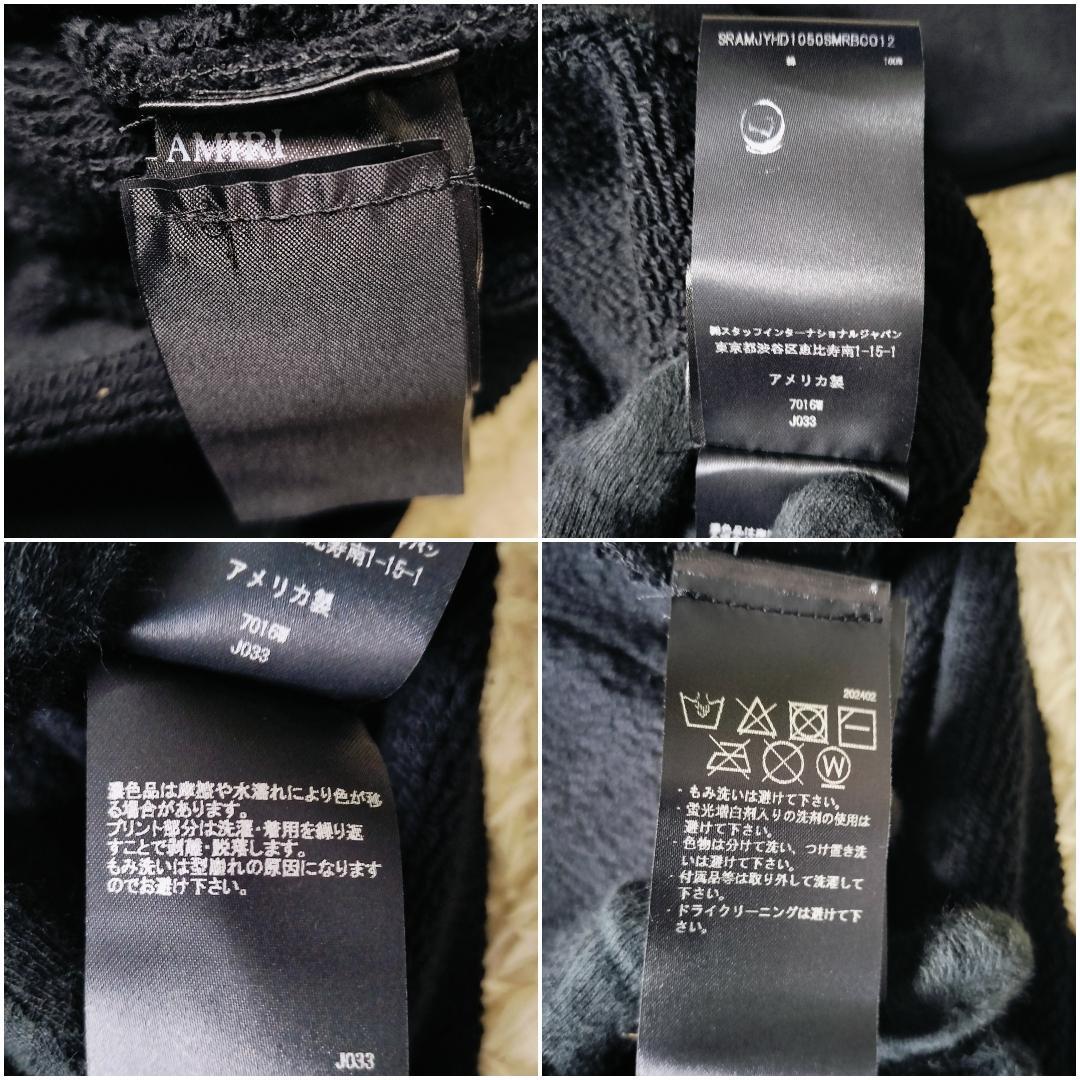 AMIRI
SRAMJYHD1050SMRBC012
綿 100%
㈱スタッフインターナショナルジャパン
東京都渋谷区恵比寿南1-15-1
アメリカ製
7016W
J033
比寿南1-15-1
アメリカ製
7016W
J033
濃色品は摩擦や水濡れにより色が移
る場合があります。
プリント部分は洗濯・着用を繰り返
すことで剥離・脱落します。
もみ洗いは型崩れの原因になります
のでお避け下さい。
J033
202402
W
・もみ洗いは避けて下さい。
・蛍光増白剤入りの洗剤の使用は
避けて下さい。
・色物は分けて洗い、つけ置き洗
いは避けて下さい。
・付属品等は取り外して洗濯して
下さい。
・ドライクリーニングは避けて下
さい。